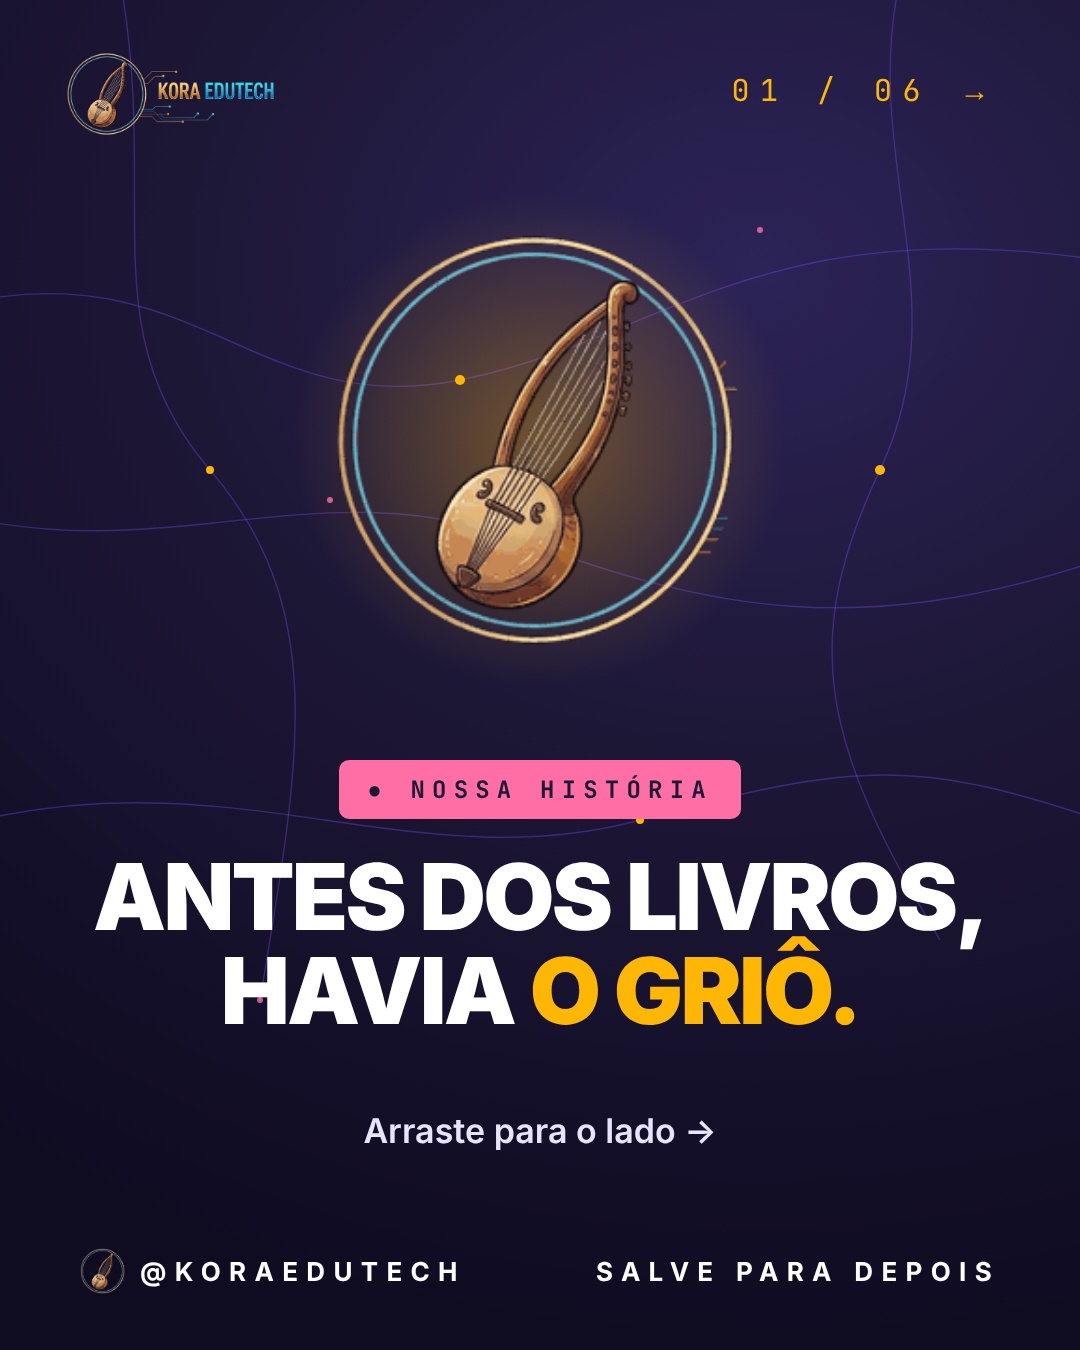 KORA EDUTECH
01 / 06 →
• NOSSA HISTÓRIA
ANTES DOS LIVROS,
HAVIA O GRIÔ.
Arraste para o lado →
@KORAEDUTECH
SALVE PARA DEPOIS